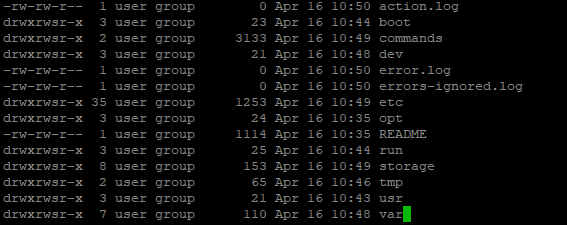 -rw-rw-r-- 1 user group 0 Apr 16 10:50 action.log
drwxrwsr-x 3 user group 23 Apr 16 10:44 boot
drwxrwsr-x 2 user group 3133 Apr 16 10:49 commands
drwxrwsr-x 3 user group 21 Apr 16 10:48 dev
-rw-rw-r-- 1 user group 0 Apr 16 10:50 error.log
-rw-rw-r-- 1 user group 0 Apr 16 10:50 errors-ignored.log
drwxrwsr-x 35 user group 1253 Apr 16 10:49 etc
drwxrwsr-x 3 user group 24 Apr 16 10:35 opt
-rw-rw-r-- 1 user group 1114 Apr 16 10:35 README
drwxrwsr-x 3 user group 25 Apr 16 10:44 run
drwxrwsr-x 8 user group 153 Apr 16 10:49 storage
drwxrwsr-x 2 user group 65 Apr 16 10:46 tmp
drwxrwsr-x 3 user group 21 Apr 16 10:43 usr
drwxrwsr-x 7 user group 110 Apr 16 10:48 var